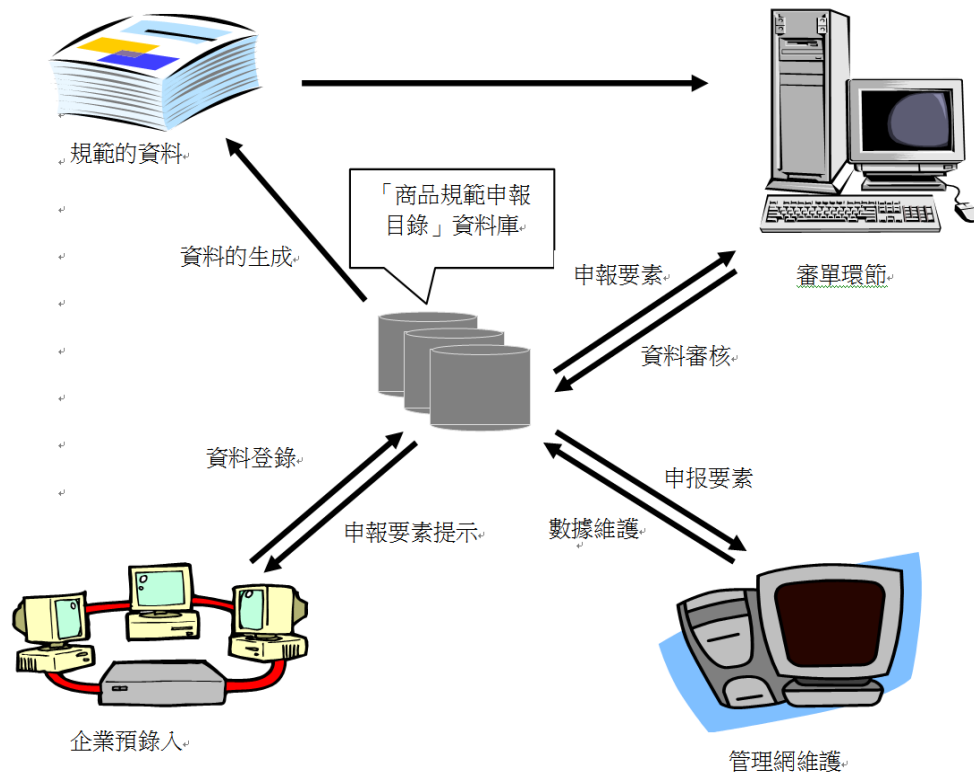 規範的資料
「商品規範申報
目錄」資料庫
資料的生成
申報要素
審單環節
資料審核
資料登錄
申报要素
申報要素提示
數據維護
企業預錄入
管理網維護